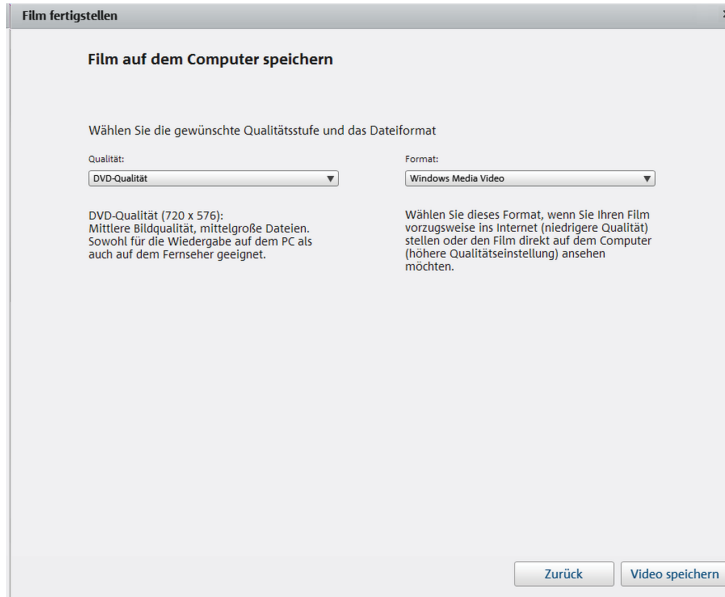 Film fertigstellen
Film auf dem Computer speichern
Wählen Sie die gewünschte Qualitätsstufe und das Dateiformat
Qualität:
DVD-Qualität
DVD-Qualität (720 x 576):
Mittlere Bildqualität, mittelgroße Dateien.
Sowohl für die Wiedergabe auf dem PC als
auch auf dem Fernseher geeignet.
Format:
Windows Media Video
Wählen Sie dieses Format, wenn Sie Ihren Film
vorzugsweise ins Internet (niedrigere Qualität)
stellen oder den Film direkt auf dem Computer
(höhere Qualitätseinstellung) ansehen
möchten.
Zurück
Video speichern